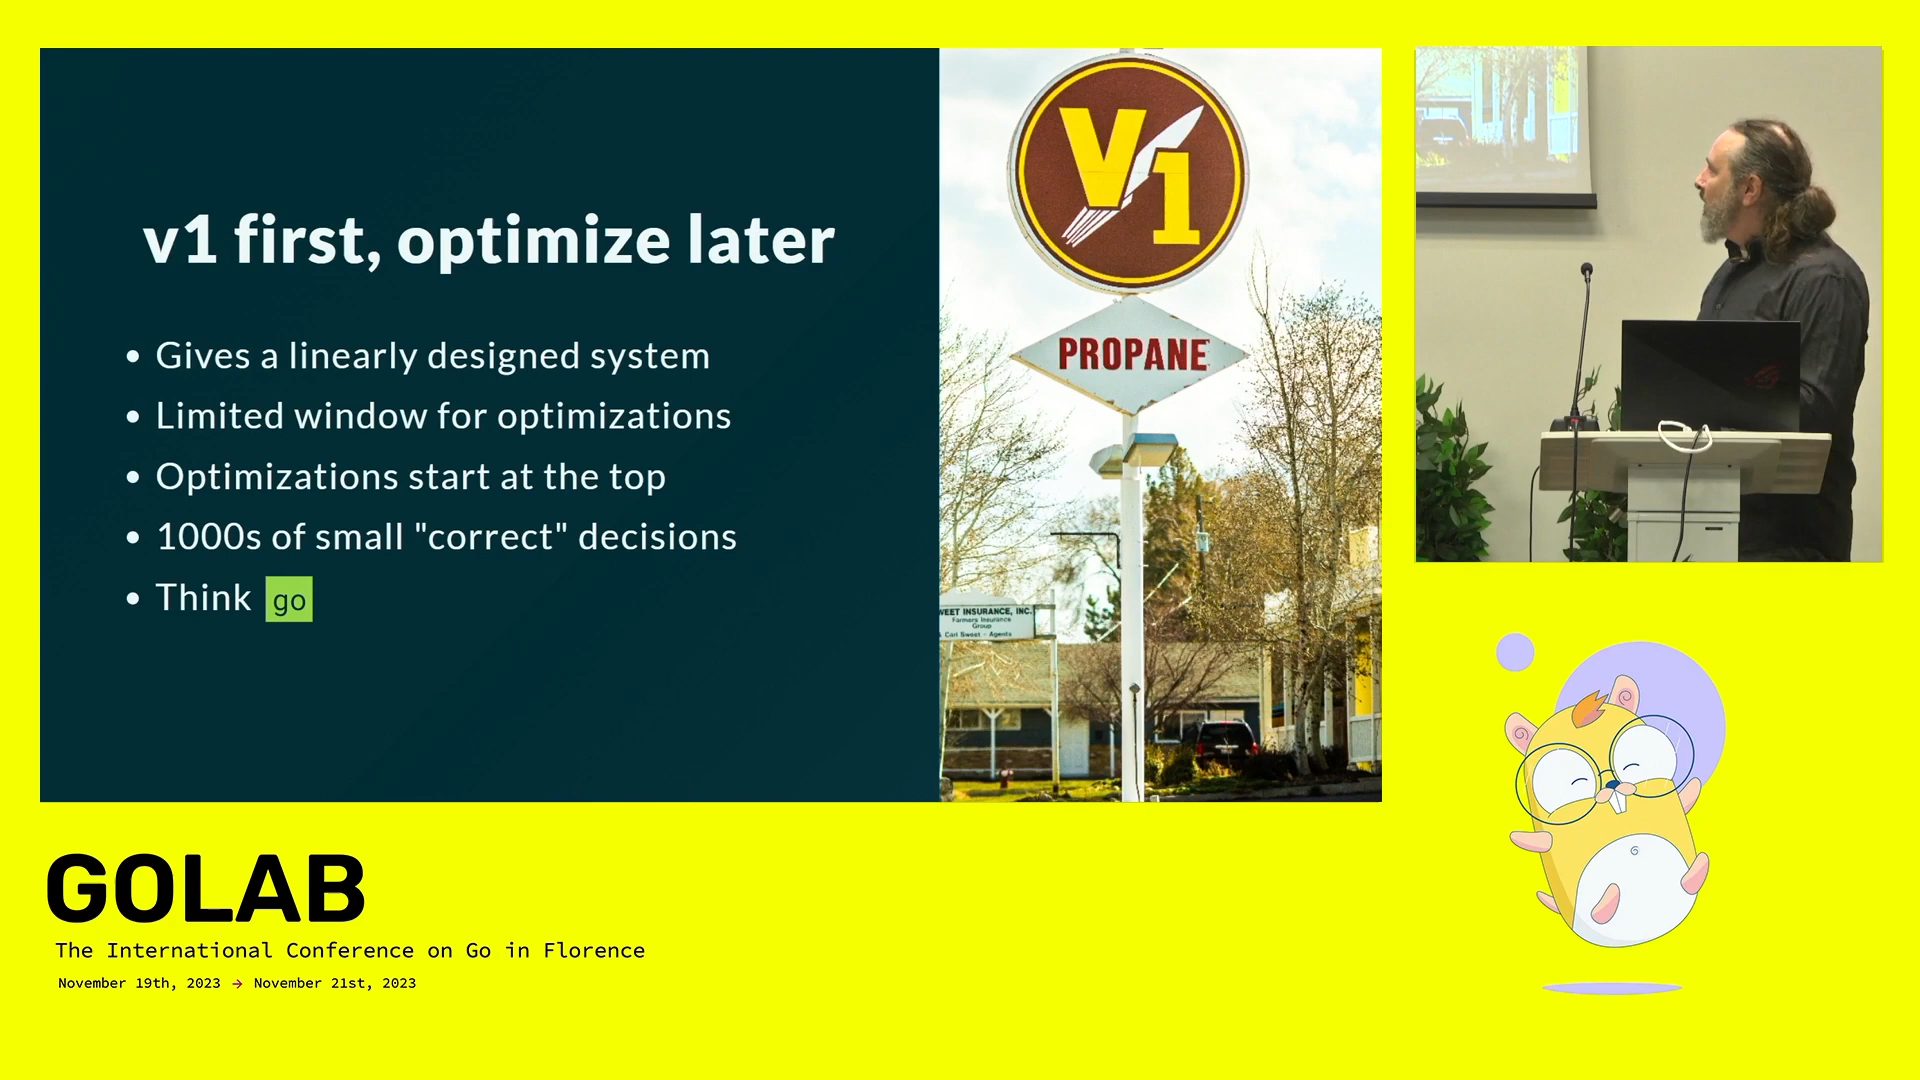 v1 first, optimize later
Gives a linearly designed system
Limited window for optimizations
Optimizations start at the top
1000s of small "correct" decisions
Think go
V1
PROPANE
WEET INSURANCE, INC.
Farmers Insurance
Group
Carl Sweet - Agents
GOLAB
The International Conference on Go in Florence
November 19th, 2023 → November 21st, 2023